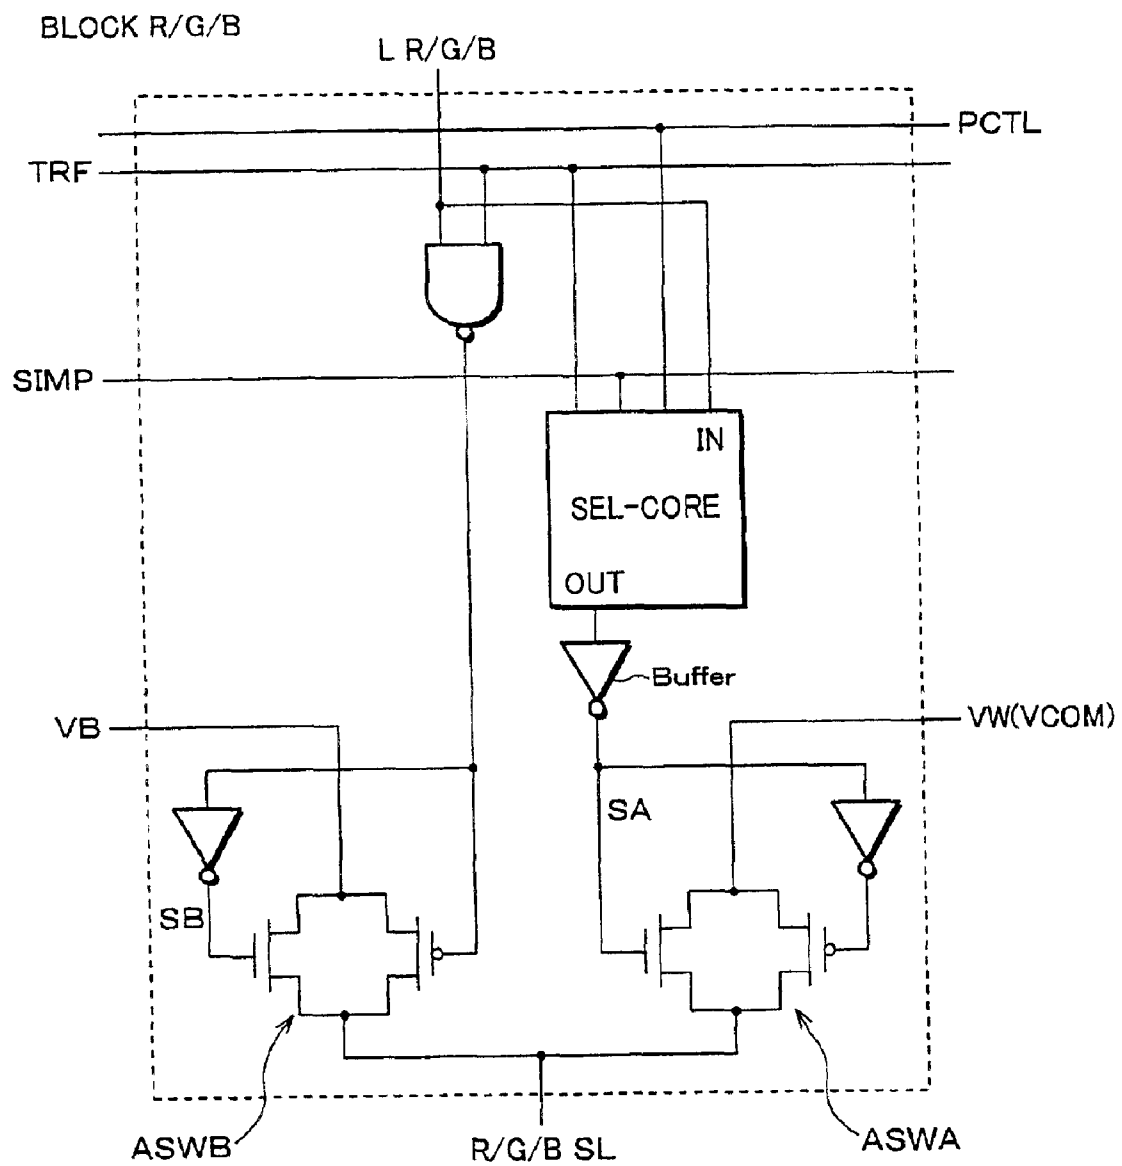 BLOCK R/G/B
L R/G/B
PCTL
TRF
SIMP
IN
SEL-CORE
OUT
Buffer
VB
VW(VCOM)
SA
SB
ASWB
R/G/B SL
ASWA